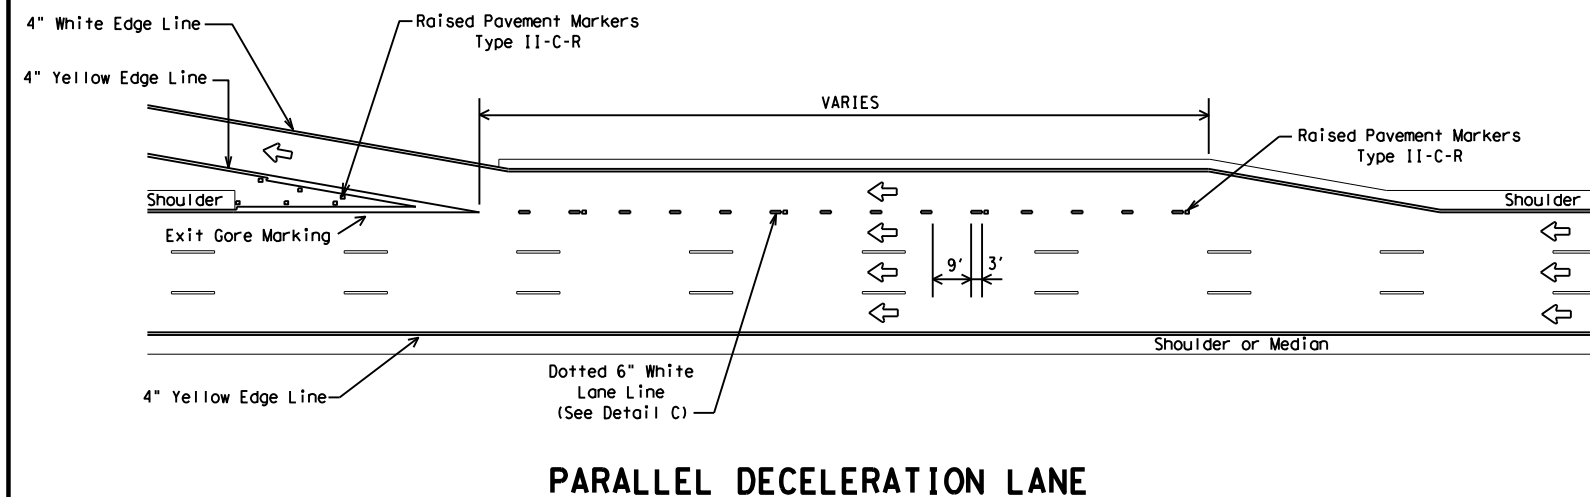 4" White Edge Line
Raised Pavement Markers
Type II-C-R
4" Yellow Edge Line
VARIES
Raised Pavement Markers
Type II-C-R
Shoulder
Shoulder
Exit Gore Marking
9'
3'
Shoulder or Median
Dotted 6" White
Lane Line
(See Detail C)
4" Yellow Edge Line
PARALLEL DECELERATION LANE